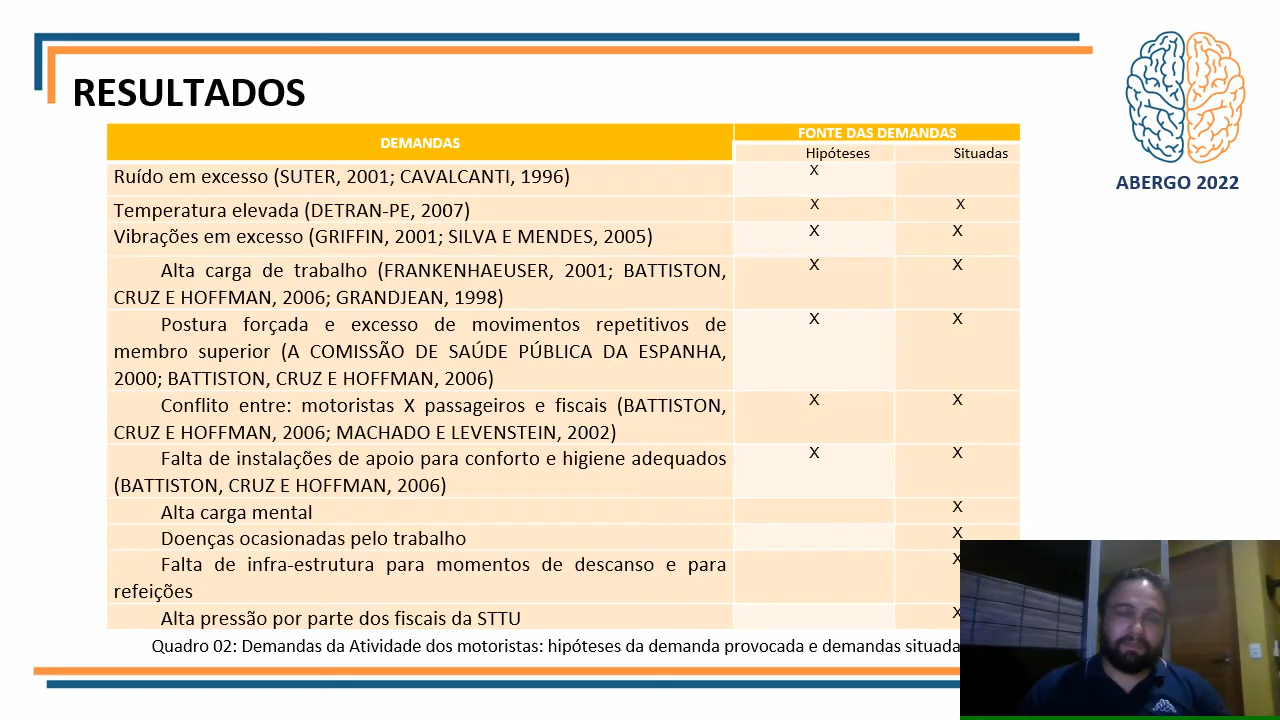 RESULTADOS
ABERGO 2022
DEMANDAS
FONTE DAS DEMANDAS
Hipóteses Situadas
Ruído em excesso (SUTER, 2001; CAVALCANTI, 1996) X
Temperatura elevada (DETRAN-PE, 2007) X X
Vibrações em excesso (GRIFFIN, 2001; SILVA E MENDES, 2005) X X
Alta carga de trabalho (FRANKENHAEUSER, 2001; BATTISTON, X X
CRUZ E HOFFMAN, 2006; GRANDJEAN, 1998)
Postura forçada e excesso de movimentos repetitivos de X X
membro superior (A COMISSÃO DE SAÚDE PÚBLICA DA ESPANHA,
2000; BATTISTON, CRUZ E HOFFMAN, 2006)
Conflito entre: motoristas X passageiros e fiscais (BATTISTON, X X
CRUZ E HOFFMAN, 2006; MACHADO E LEVENSTEIN, 2002)
Falta de instalações de apoio para conforto e higiene adequados X X
(BATTISTON, CRUZ E HOFFMAN, 2006)
Alta carga mental X
Doenças ocasionadas pelo trabalho X
Falta de infra-estrutura para momentos de descanso e para X
refeições
Alta pressão por parte dos fiscais da STTU X
Quadro 02: Demandas da Atividade dos motoristas: hipóteses da demanda provocada e demandas situada